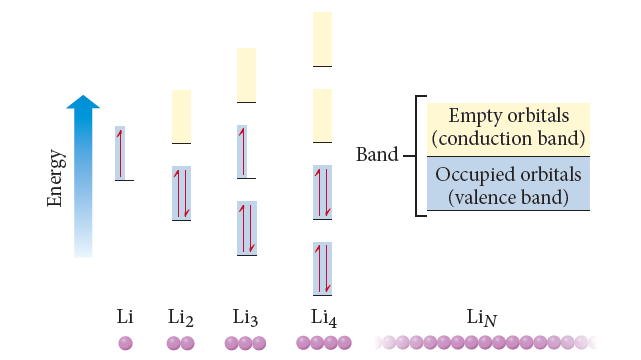 Energy
Band
Empty orbitals
(conduction band)
Occupied orbitals
(valence band)
Li
Li2
Li3
Li4
LiN